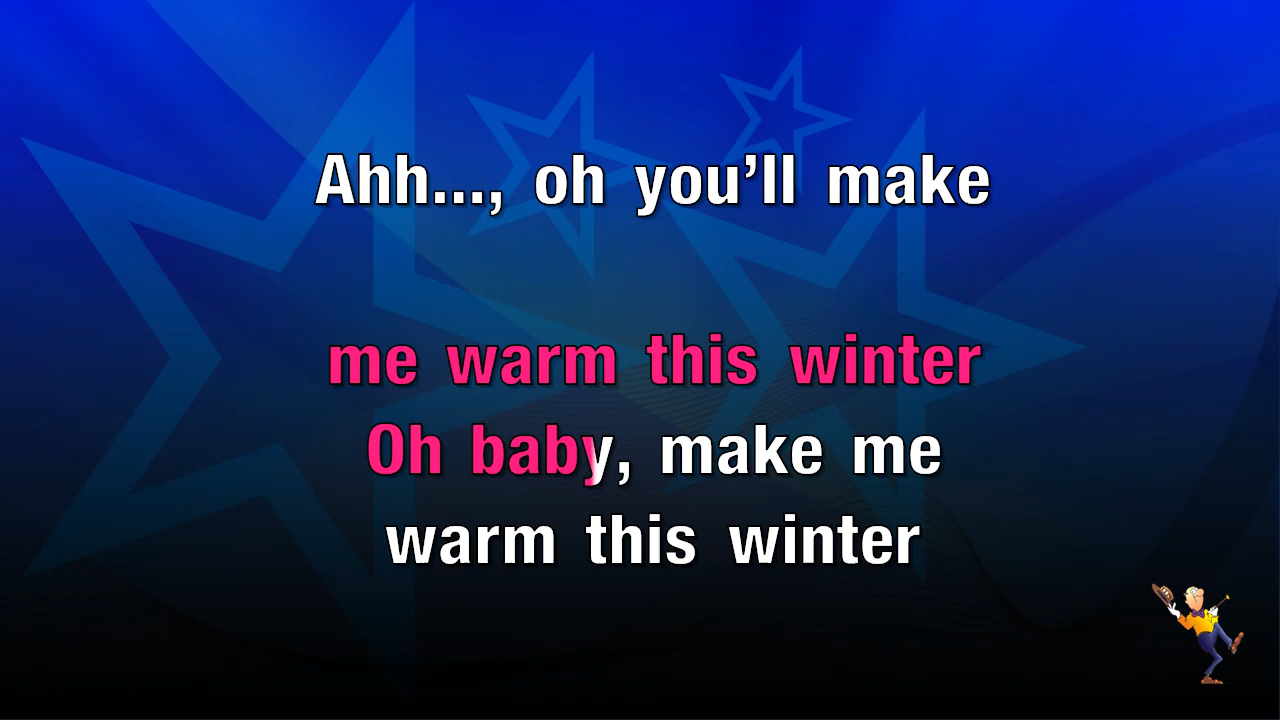 Ahh..., oh you’ll make
me warm this winter
Oh baby, make me
warm this winter